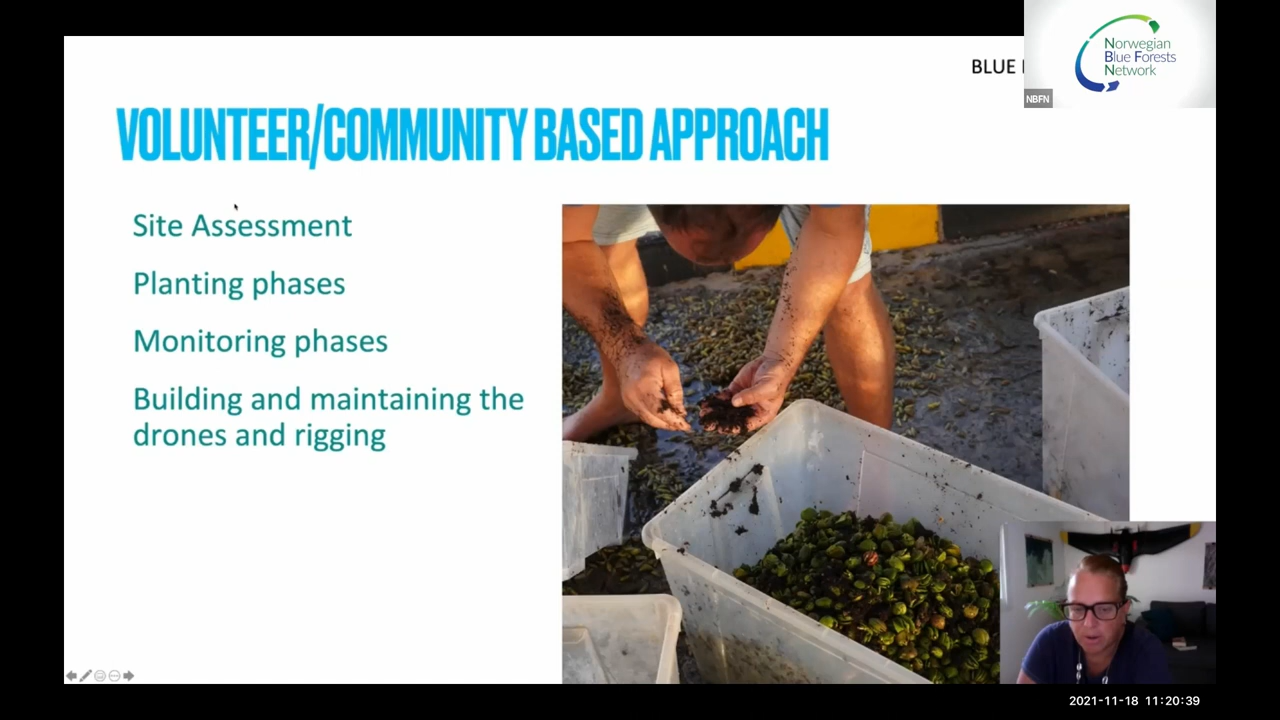 BLUE
Norwegian
Blue Forests
Network
NBFN
VOLUNTEER/COMMUNITY BASED APPROACH
Site Assessment
Planting phases
Monitoring phases
Building and maintaining the
drones and rigging
2021-11-18 11:20:39